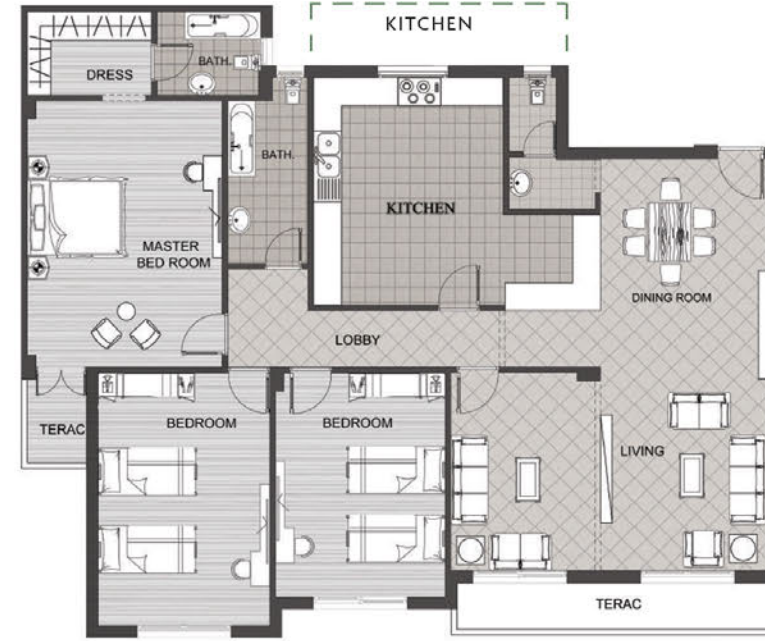 KITCHEN
DRESS
BATH.
BATH.
KITCHEN
MASTER
BED ROOM
DINING ROOM
LOBBY
TERAC
BEDROOM
BEDROOM
LIVING
TERAC